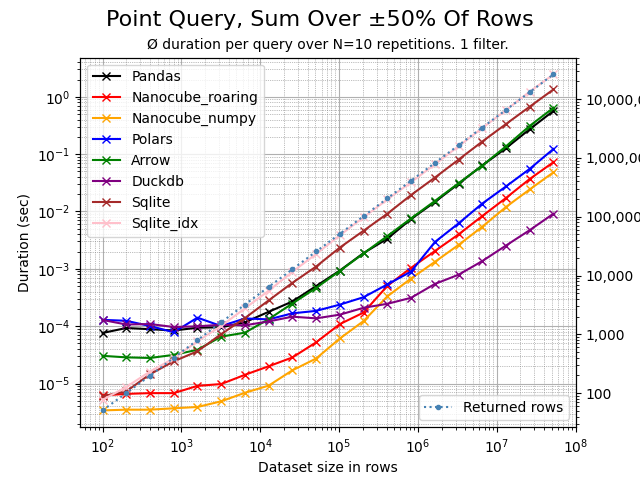 Point Query, Sum Over ±50% Of Rows
Ø duration per query over N=10 repetitions. 1 filter.
Pandas
Nanocube_roaring
Nanocube_numpy
Polars
Arrow
Duckdb
Sqlite
Sqlite_idx
Returned rows
Duration (sec)
10⁰
10⁻¹
10⁻²
10⁻³
10⁻⁴
10⁻⁵
10,000,0
1,000,00
100,000
10,000
1,000
100
10² 10³ 10⁴ 10⁵ 10⁶ 10⁷ 10⁸
Dataset size in rows